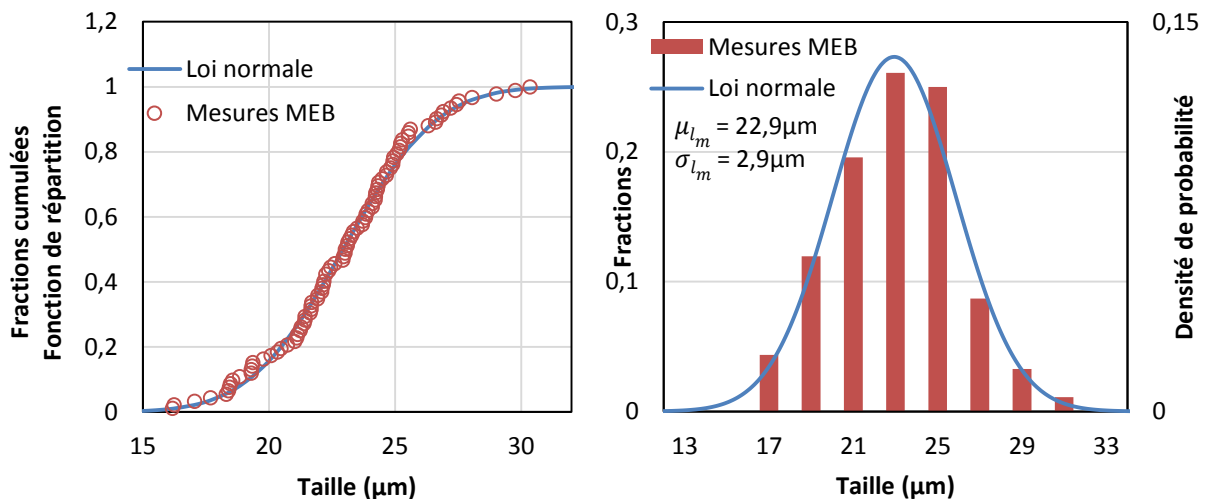 1,2
1
0,8
0,6
0,4
0,2
0
15
20
25
30
Fractions cumulées
Fonction de répartition
Taille (µm)
Loi normale
Mesures MEB
0,3
0,2
0,1
0
0,15
0
13
17
21
25
29
33
Fractions
Densité de probabilité
Taille (µm)
Mesures MEB
Loi normale
μ_{l_m} = 22,9µm
σ_{l_m} = 2,9µm